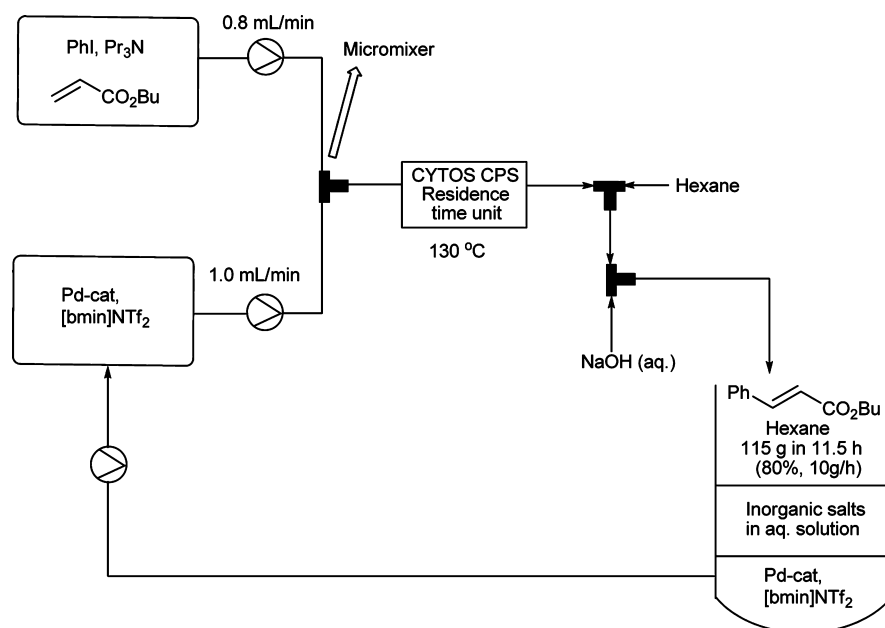 0.8 mL/min
PhI, Pr₃N
CO₂Bu
Micromixer
CYTOS CPS
Residence
time unit
130 ºC
Hexane
1.0 mL/min
Pd-cat,
[bmin]NTf₂
NaOH (aq.)
Ph
CO₂Bu
Hexane
115 g in 11.5 h
(80%, 10g/h)
Inorganic salts
in aq. solution
Pd-cat,
[bmin]NTf₂